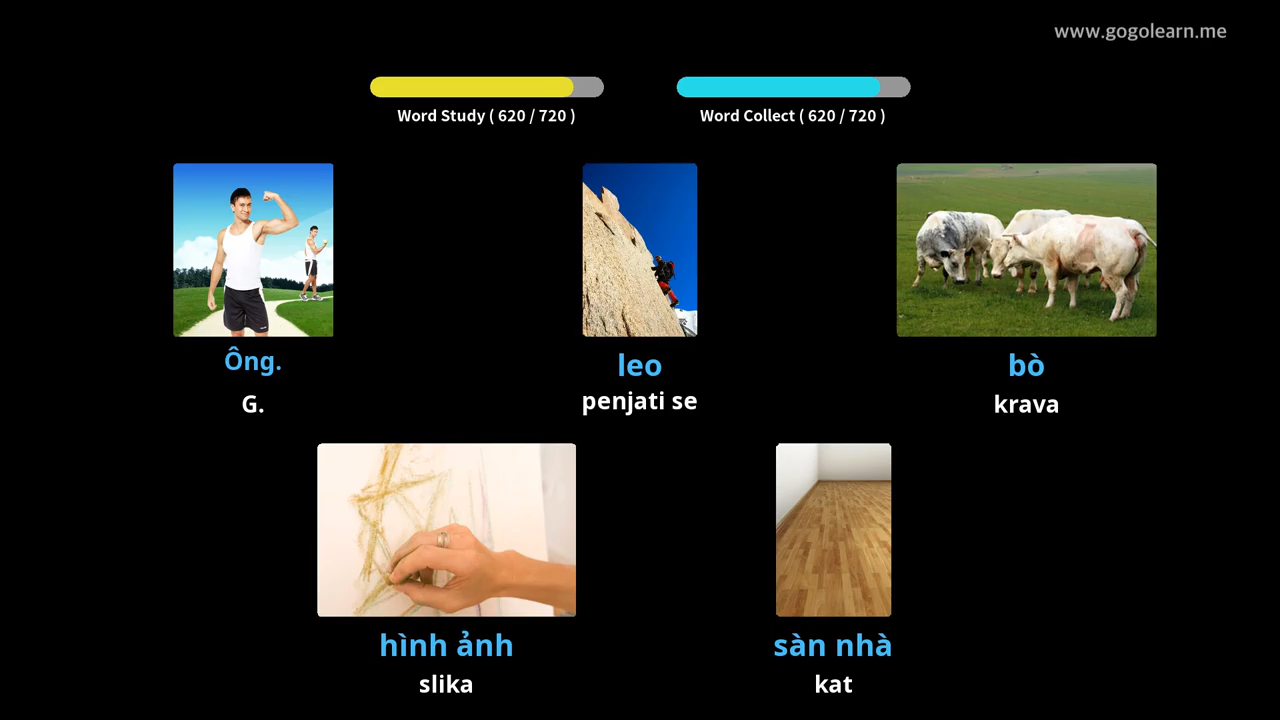 www.gogolearn.me
Word Study ( 620 / 720 )
Word Collect ( 620 / 720 )
Ông.
G.
leo
penjati se
bò
krava
hình ảnh
slika
sàn nhà
kat